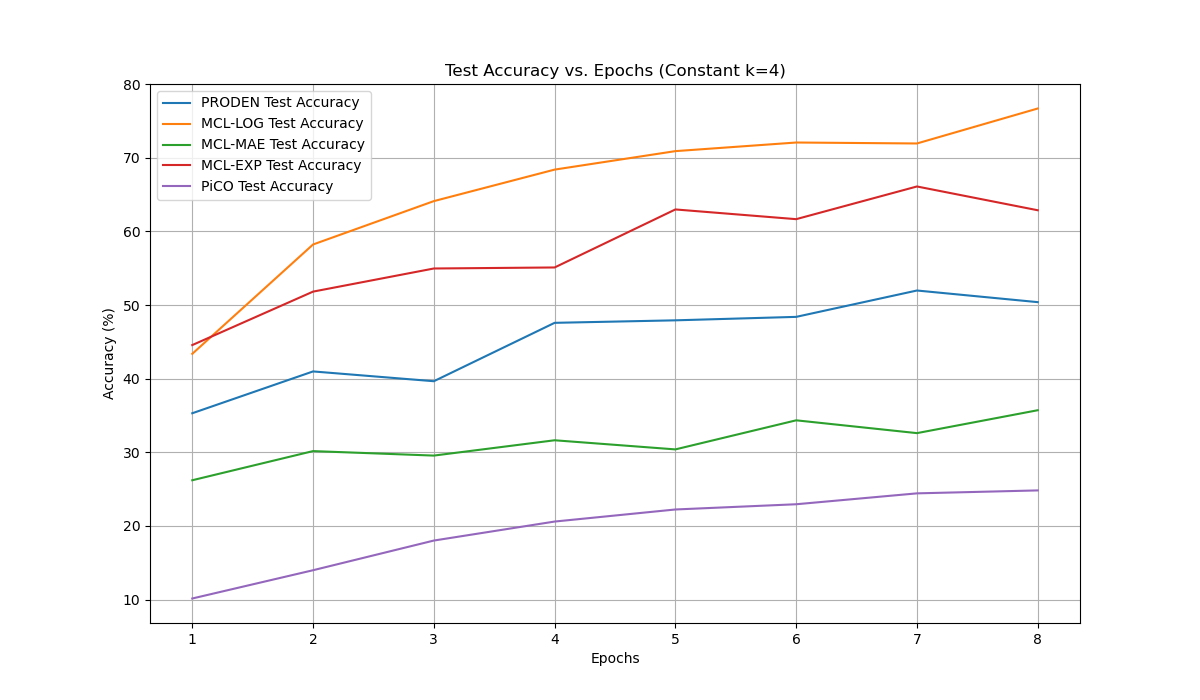 Test Accuracy vs. Epochs (Constant k=4)
PRODEN Test Accuracy
MCL-LOG Test Accuracy
MCL-MAE Test Accuracy
MCL-EXP Test Accuracy
PiCO Test Accuracy
80
70
60
50
40
30
20
10
Accuracy (%)
1 2 3 4 5 6 7 8
Epochs